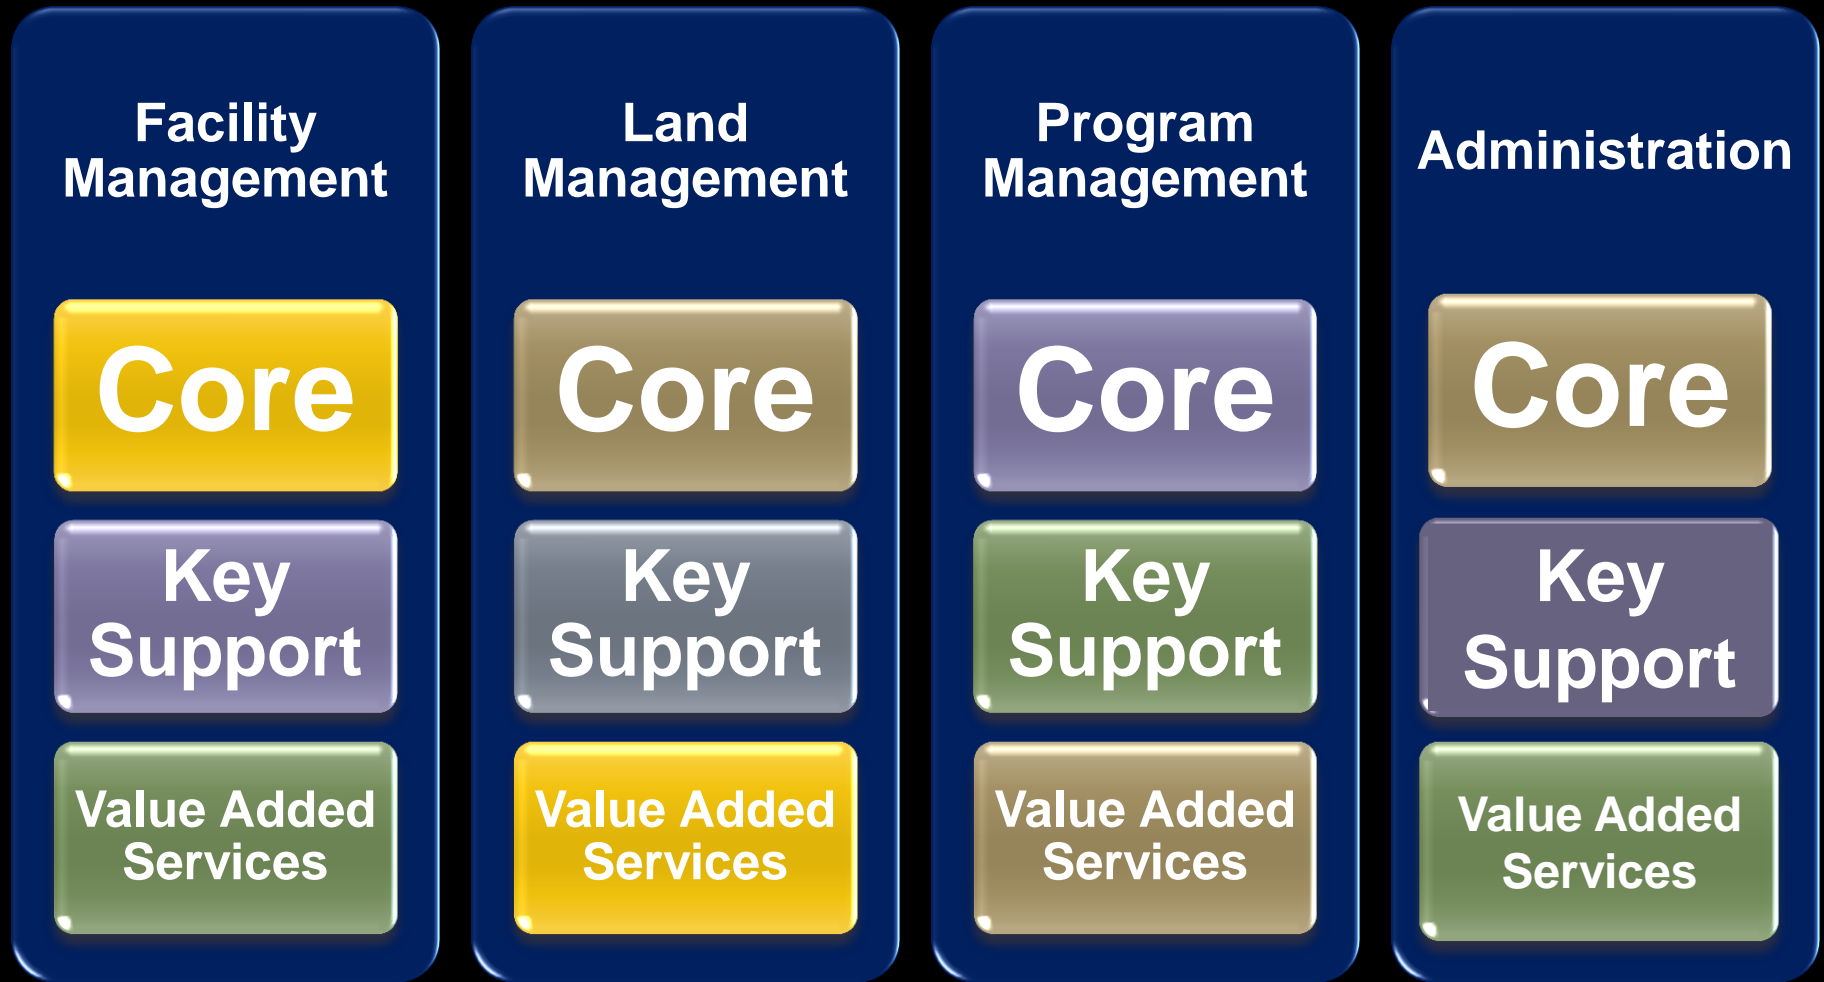 Facility
Management
Core
Key
Support
Value Added
Services
Land
Management
Core
Key
Support
Value Added
Services
Program
Management
Core
Key
Support
Value Added
Services
Administration
Core
Key
Support
Value Added
Services